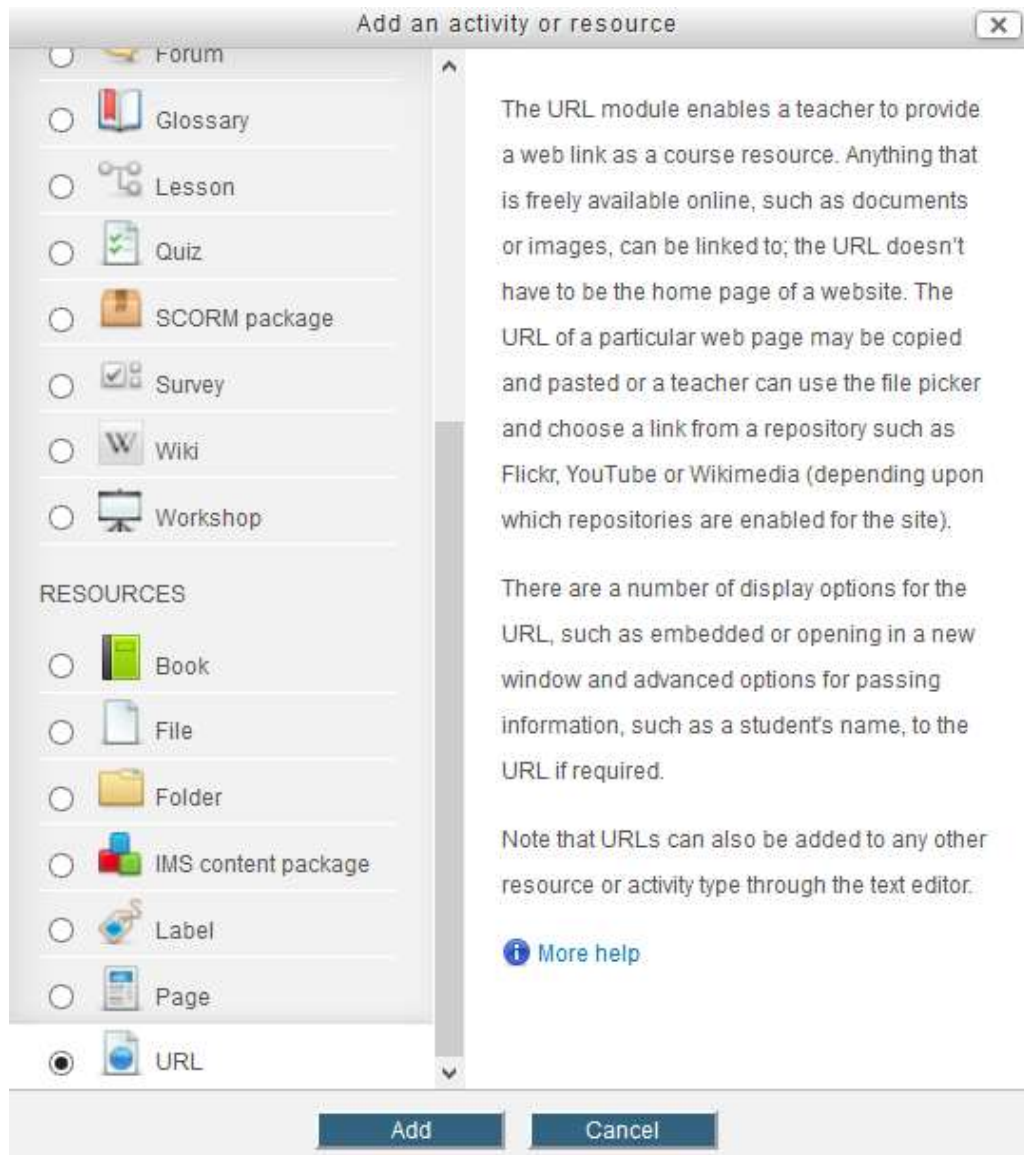 Add an activity or resource
Forum
Glossary
Lesson
Quiz
SCORM package
Survey
W Wiki
Workshop
RESOURCES
Book
File
Folder
IMS content package
Label
Page
URL
The URL module enables a teacher to provide
a web link as a course resource. Anything that
is freely available online, such as documents
or images, can be linked to; the URL doesn't
have to be the home page of a website. The
URL of a particular web page may be copied
and pasted or a teacher can use the file picker
and choose a link from a repository such as
Flickr, YouTube or Wikimedia (depending upon
which repositories are enabled for the site).
There are a number of display options for the
URL, such as embedded or opening in a new
window and advanced options for passing
information, such as a student's name, to the
URL if required.
Note that URLs can also be added to any other
resource or activity type through the text editor.
More help
Add
Cancel